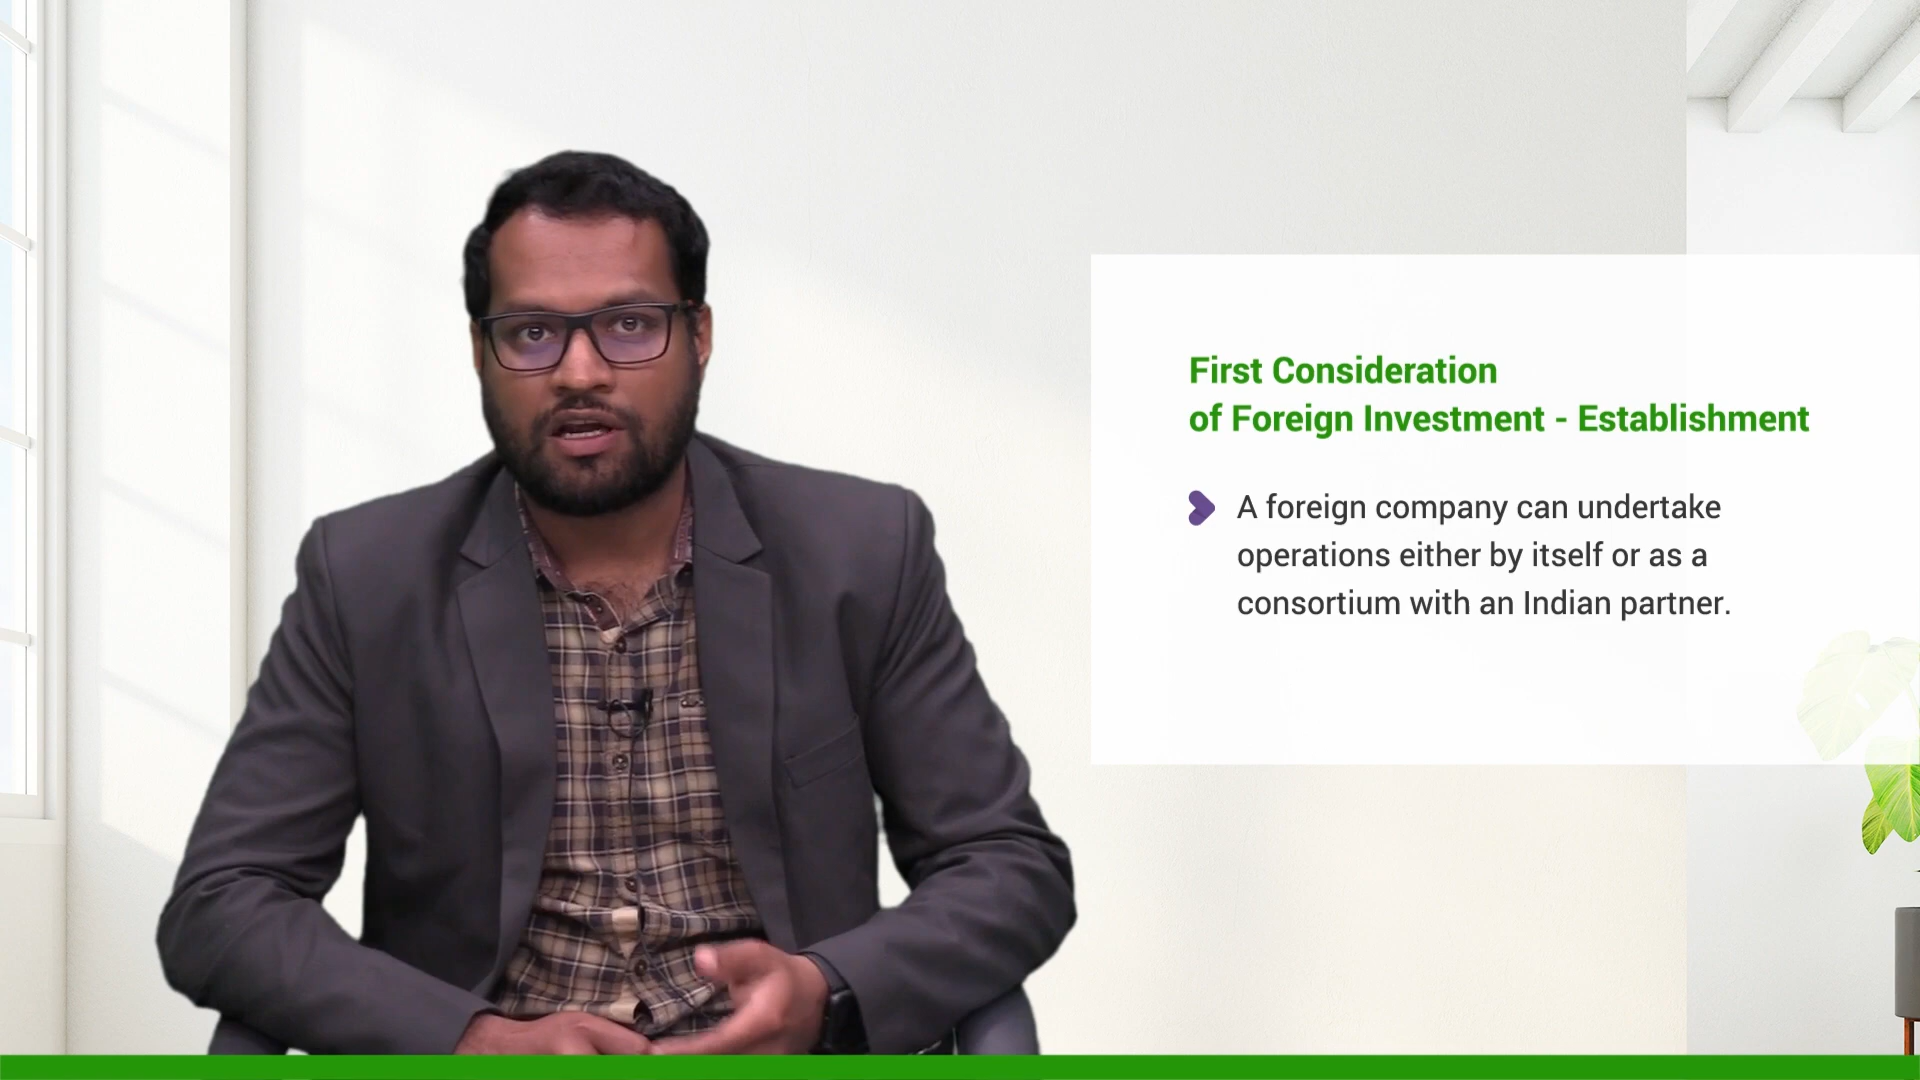 First Consideration
of Foreign Investment - Establishment
A foreign company can undertake
operations either by itself or as a
consortium with an Indian partner.